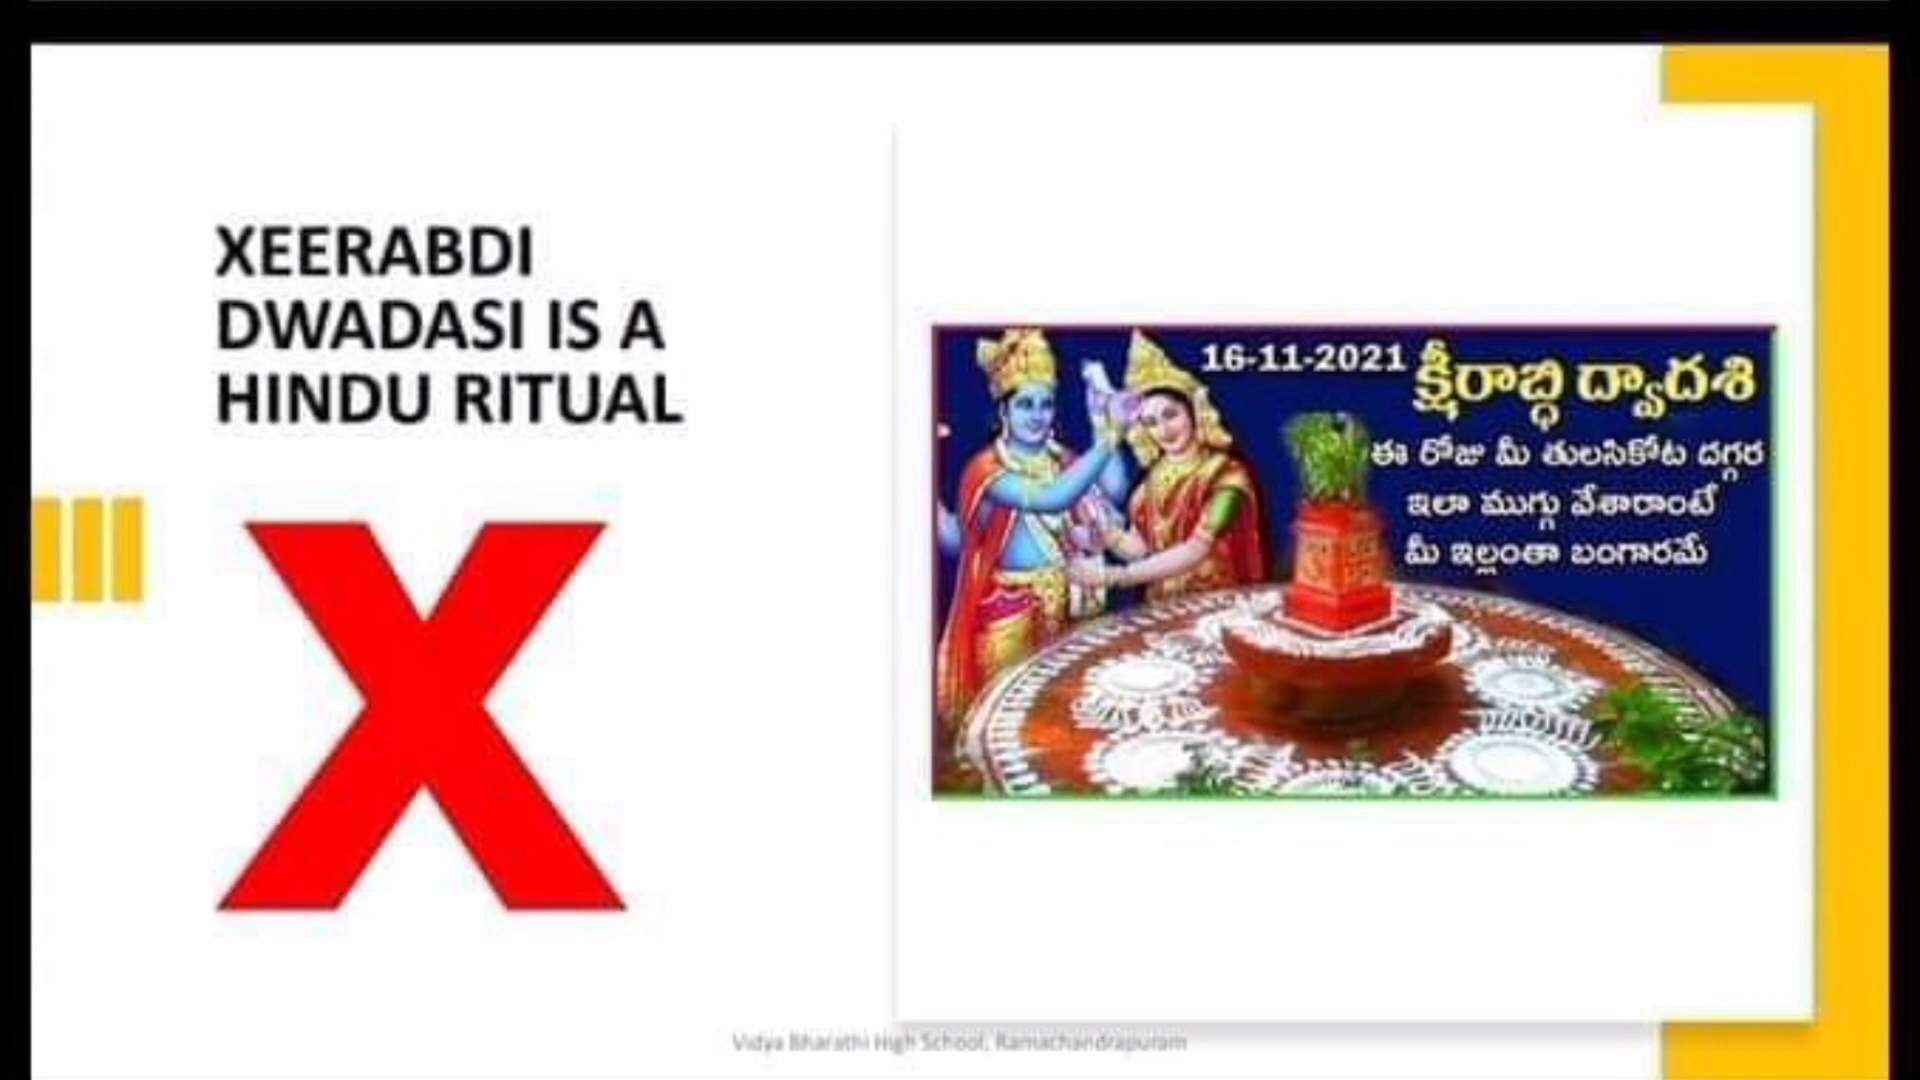 XEERABDI
DWADASI IS A
HINDU RITUAL
X
16-11-2021 క్షీరాబ్ధి ద్వాదశి
ఈ రోజు మీ తులసికోట దగ్గర
ఇలా ముగ్గు వేశారాంటే
మీ ఇల్లంతా బంగారమే
Vidya Bharathi High School, Ramachandrapuram